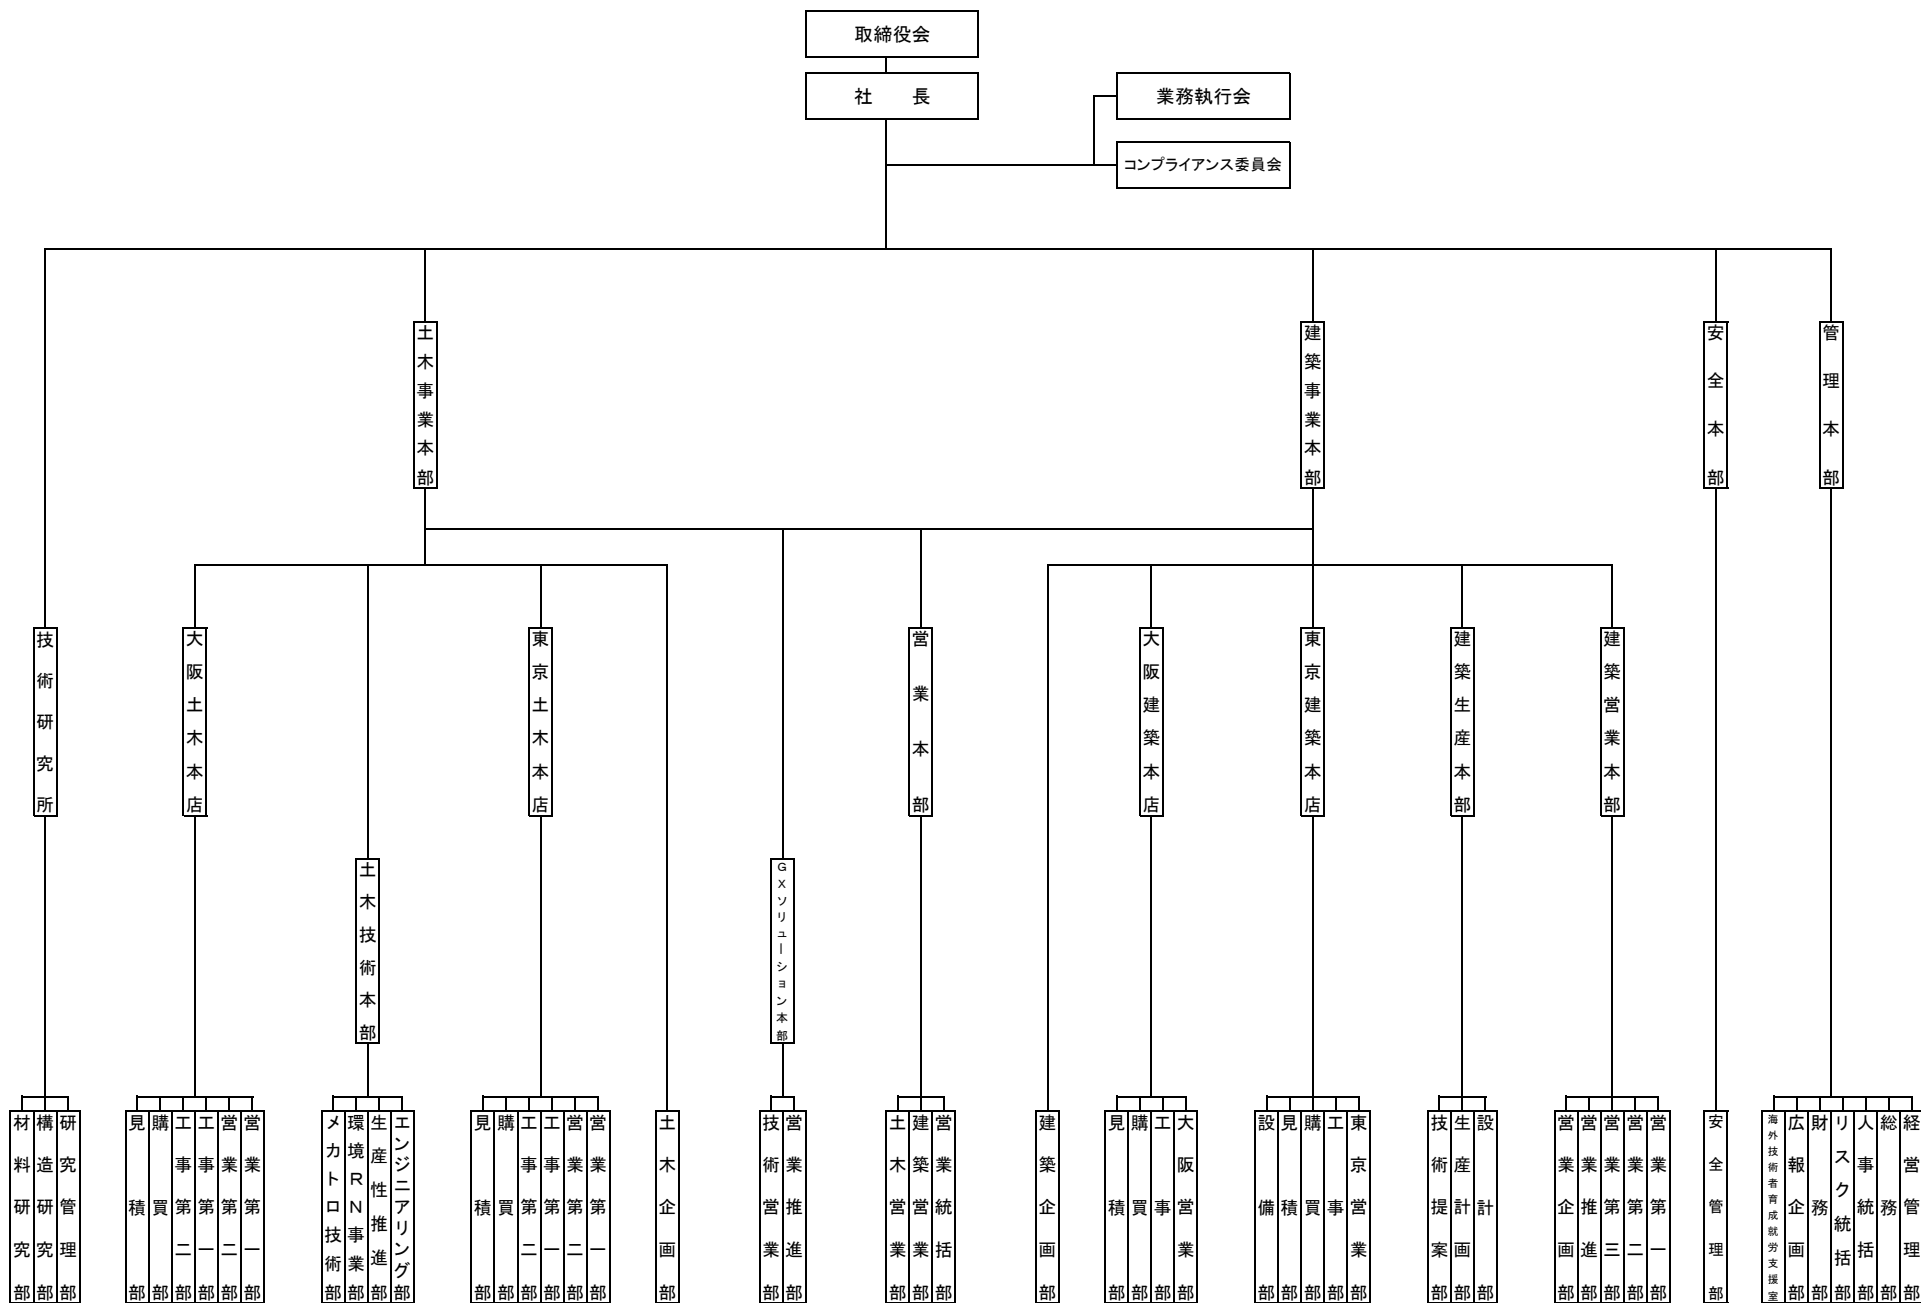 取締役会
社　　長
業務執行会
コンプライアンス委員会
土木事業本部
建築事業本部
安全本部
管理本部
技術研究所
大阪土木本店
東京土木本店
営業本部
大阪建築本店
東京建築本店
建築生産本部
建築営業本部
土木技術本部
GXソリューション本部
材料研究部
構造研究部
研究管理部
見積部
購買部
工事第二部
工事第一部
営業第二部
営業第一部
メカトロ技術部
環境RN事業部
生産性推進部
エンジニアリング部
見積部
購買部
工事第二部
工事第一部
営業第二部
営業第一部
土木企画部
技術営業部
営業推進部
土木営業部
建築営業部
営業統括部
建築企画部
見積部
購買部
工事部
大阪営業部
設備部
見積部
購買部
工事部
東京営業部
技術提案部
生産計画部
設計部
営業企画部
営業推進部
営業第三部
営業第二部
営業第一部
安全管理部
海外技術者育成就労支援室
広報企画部
財務部
リスク統括部
人事統括部
総務部
経営管理部